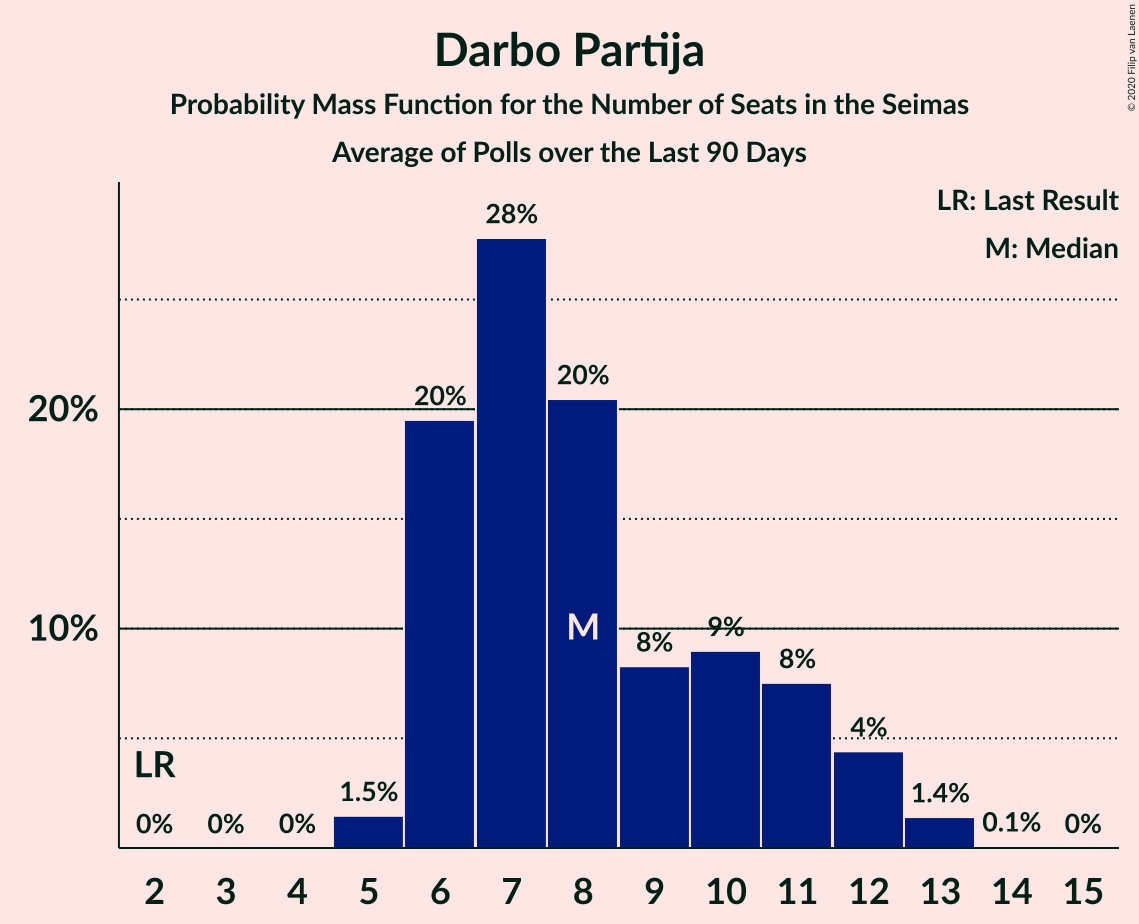 Darbo Partija
Probability Mass Function for the Number of Seats in the Seimas
Average of Polls over the Last 90 Days
© 2020 Filip van Laenen
LR: Last Result
M: Median
28%
20%
20%
20%
M
10%
8%
9%
8%
4%
LR
0%
0%
0%
1.5%
1.4%
0.1%
0%
2 3 4 5 6 7 8 9 10 11 12 13 14 15